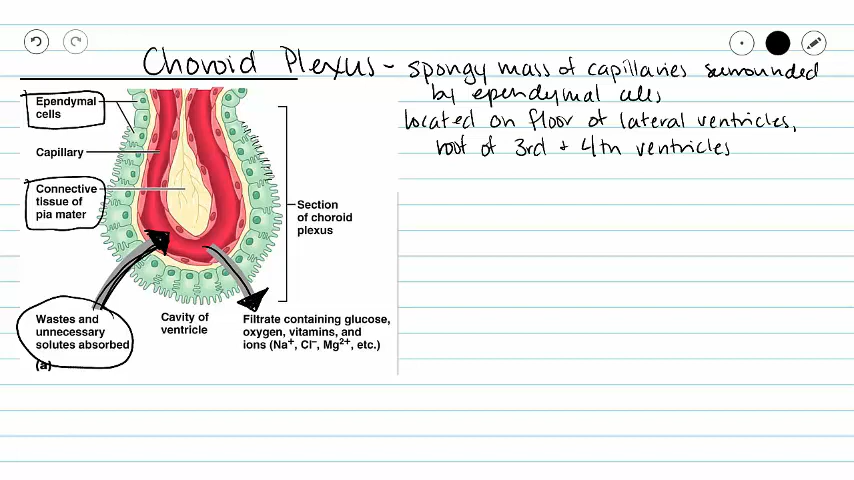 Choroid Plexus - spongy mass of capillaries surrounded
by ependymal cells
located on floor of lateral ventricles,
roof of 3rd + 4th ventricles
Ependymal
cells
Capillary
Connective
tissue of
pia mater
Section
of choroid
plexus
Wastes and
unnecessary
solutes absorbed
Cavity of
ventricle
Filtrate containing glucose,
oxygen, vitamins, and
ions (Na⁺, Cl⁻, Mg²⁺, etc.)
(a)